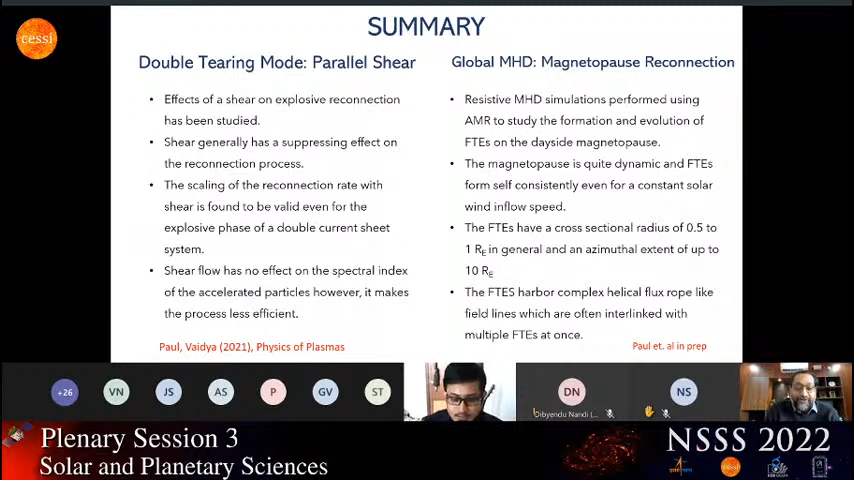 SUMMARY
cessi
Double Tearing Mode: Parallel Shear
• Effects of a shear on explosive reconnection
has been studied.
• Shear generally has a suppressing effect on
the reconnection process.
• The scaling of the reconnection rate with
shear is found to be valid even for the
explosive phase of a double current sheet
system.
• Shear flow has no effect on the spectral index
of the accelerated particles however, it makes
the process less efficient.
Paul, Vaidya (2021), Physics of Plasmas
Global MHD: Magnetopause Reconnection
• Resistive MHD simulations performed using
AMR to study the formation and evolution of
FTEs on the dayside magnetopause.
• The magnetopause is quite dynamic and FTEs
form self consistently even for a constant solar
wind inflow speed.
• The FTEs have a cross sectional radius of 0.5 to
1 RE in general and an azimuthal extent of up to
10 RE
• The FTES harbor complex helical flux rope like
field lines which are often interlinked with
multiple FTEs at once.
Paul et. al in prep
+26
VN
JS
AS
P
GV
ST
DN
Dibyendu Nandi (...
NS
Plenary Session 3
Solar and Planetary Sciences
NSSS 2022